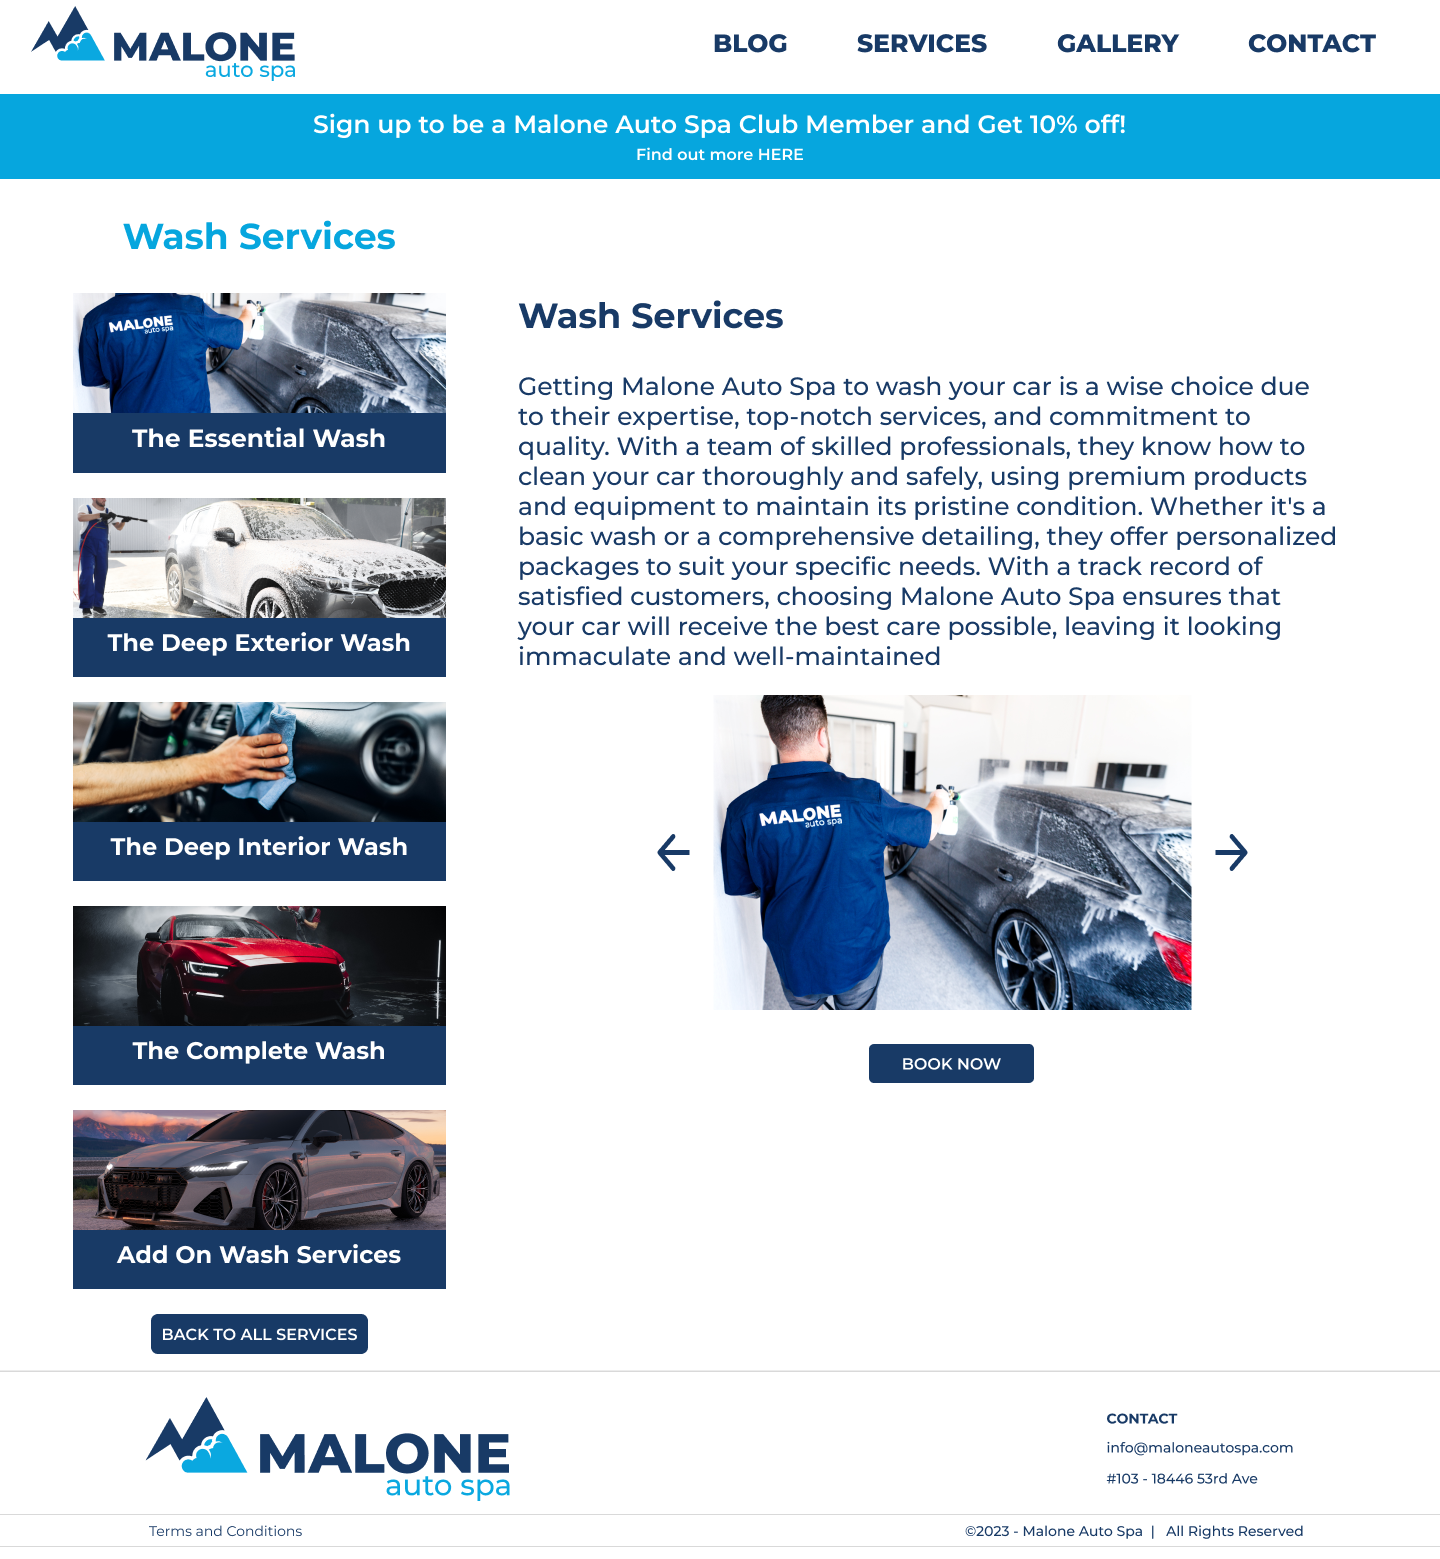 MALONE
auto spa
BLOG SERVICES GALLERY CONTACT
Sign up to be a Malone Auto Spa Club Member and Get 10% off!
Find out more HERE
Wash Services
MALONE
auto spa
The Essential Wash
The Deep Exterior Wash
The Deep Interior Wash
The Complete Wash
Add On Wash Services
BACK TO ALL SERVICES
Wash Services
Getting Malone Auto Spa to wash your car is a wise choice due
to their expertise, top-notch services, and commitment to
quality. With a team of skilled professionals, they know how to
clean your car thoroughly and safely, using premium products
and equipment to maintain its pristine condition. Whether it's a
basic wash or a comprehensive detailing, they offer personalized
packages to suit your specific needs. With a track record of
satisfied customers, choosing Malone Auto Spa ensures that
your car will receive the best care possible, leaving it looking
immaculate and well-maintained
MALONE
auto spa
BOOK NOW
MALONE
auto spa
CONTACT
info@maloneautospa.com
#103 - 18446 53rd Ave
Terms and Conditions
©2023 - Malone Auto Spa | All Rights Reserved